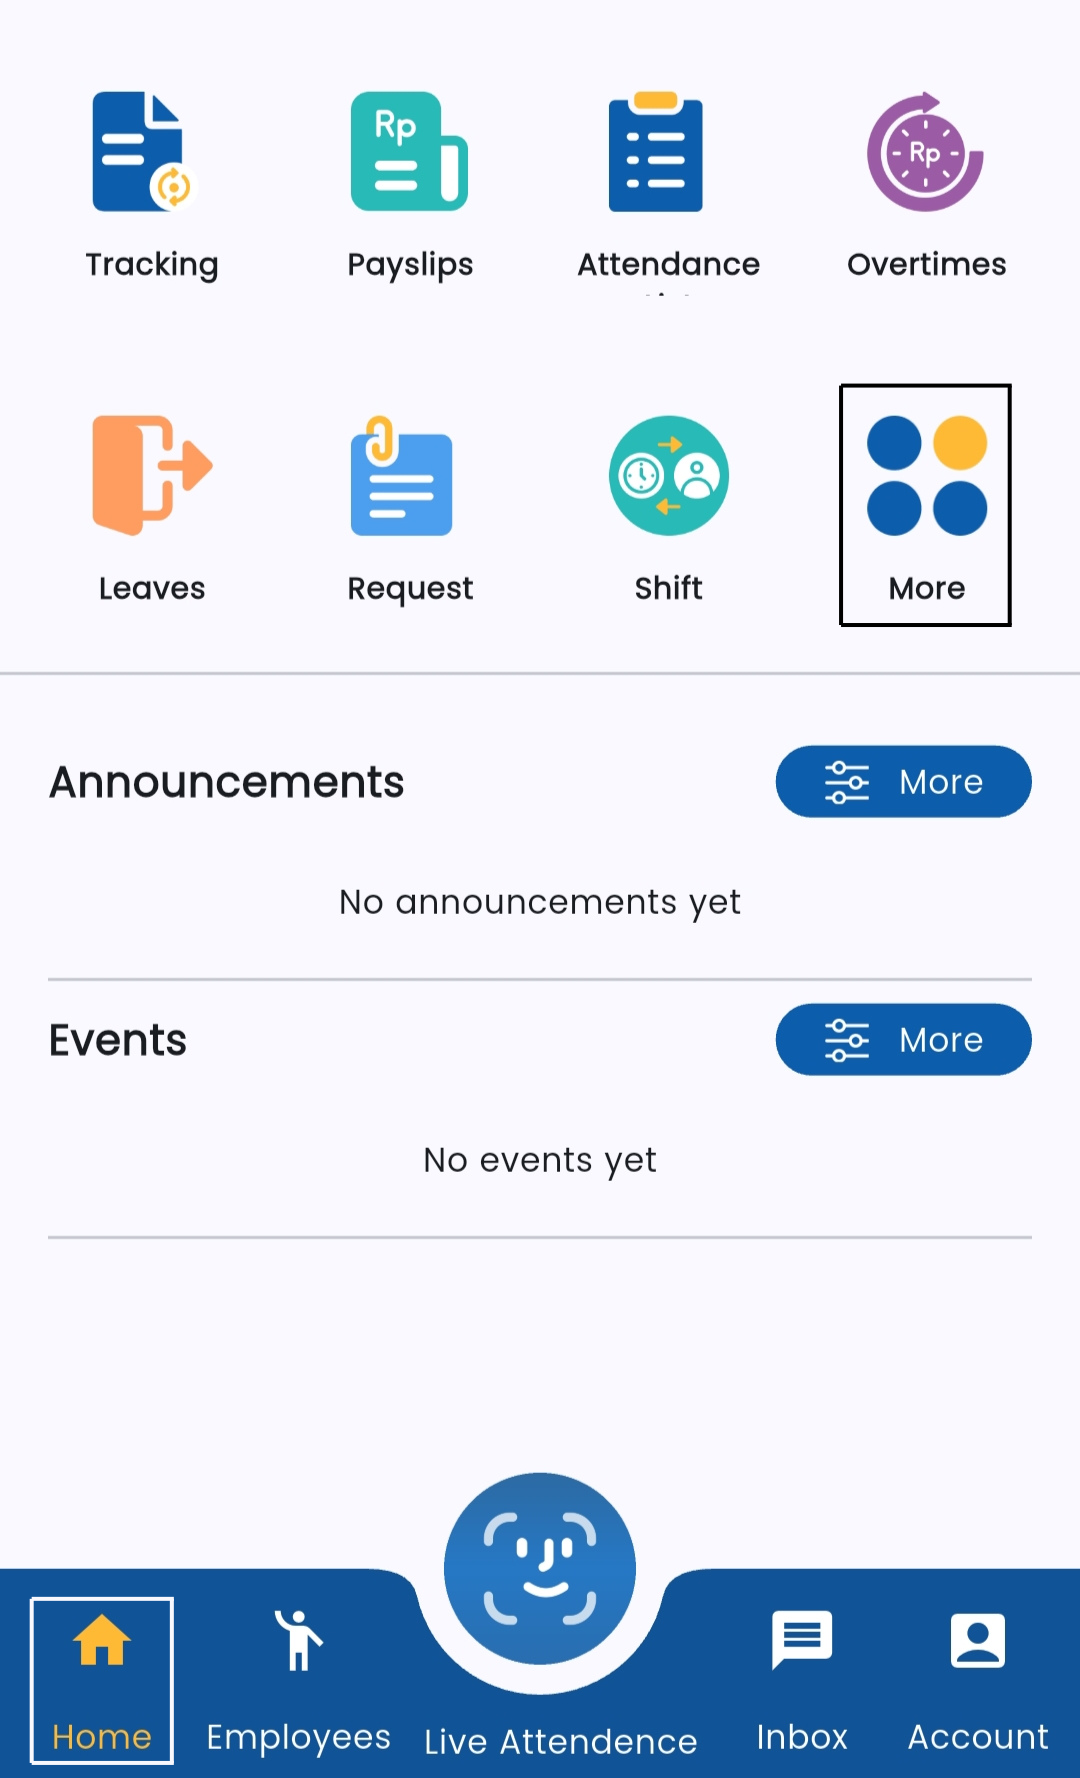 Rp
Rp
Tracking
Payslips
Attendance
Overtimes
Leaves
Request
Shift
More
Announcements
More
No announcements yet
Events
More
No events yet
Home
Employees
Live Attendence
Inbox
Account